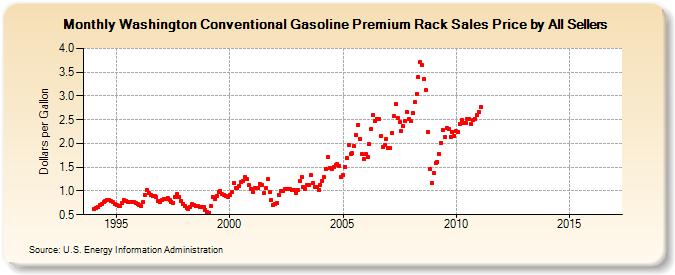 Monthly Washington Conventional Gasoline Premium Rack Sales Price by All Sellers
Dollars per Gallon
4.0
3.5
3.0
2.5
2.0
1.5
1.0
0.5
1995 2000 2005 2010 2015
Source: U.S. Energy Information Administration